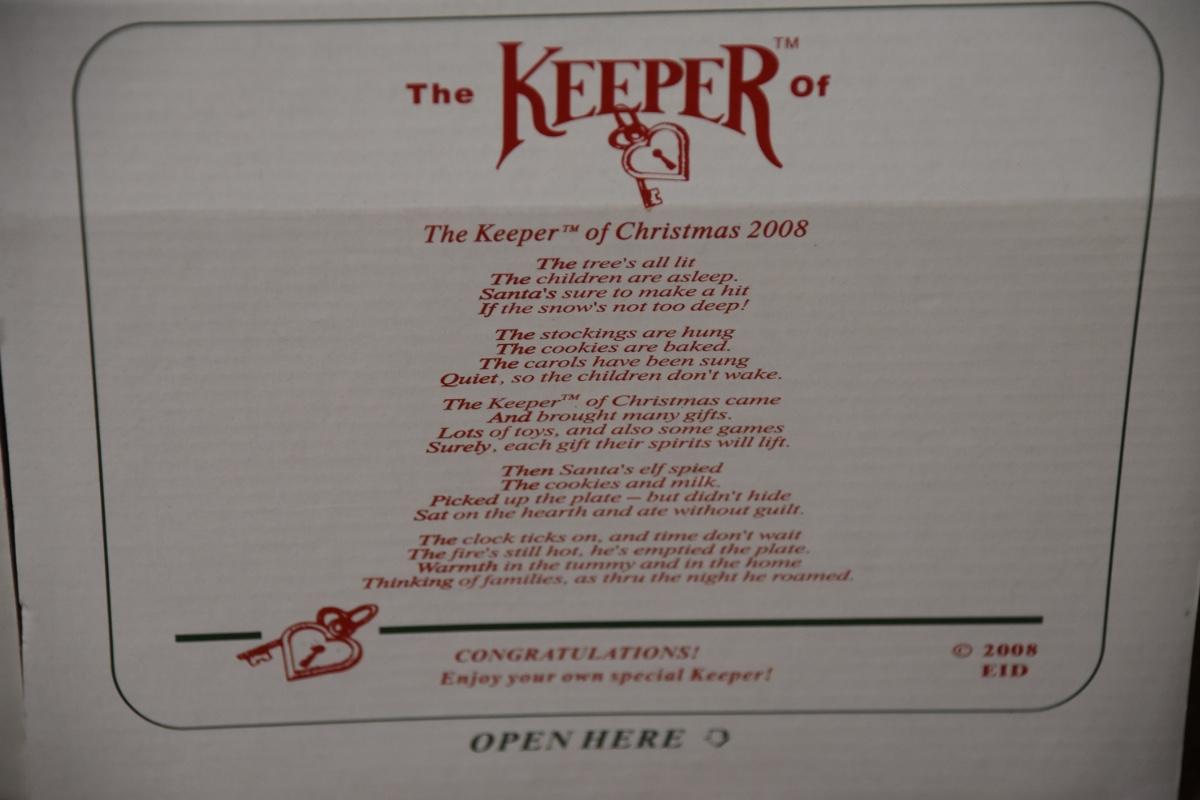 The KEEPER™ Of
The Keeper™ of Christmas 2008
The tree's all lit
The children are asleep.
Santa's sure to make a hit
If the snow's not too deep!
The stockings are hung
The cookies are baked.
The carols have been sung
Quiet, so the children don't wake.
The Keeper™ of Christmas came
And brought many gifts.
Lots of toys, and also some games
Surely, each gift their spirits will lift.
Then Santa's elf spied
The cookies and milk.
Picked up the plate – but didn't hide
Sat on the hearth and ate without guilt.
The clock ticks on, and time don't wait
The fire's still hot, he's emptied the plate.
Warmth in the tummy and in the home
Thinking of families, as thru the night he roamed.
CONGRATULATIONS!
Enjoy your own special Keeper!
© 2008
EID
OPEN HERE